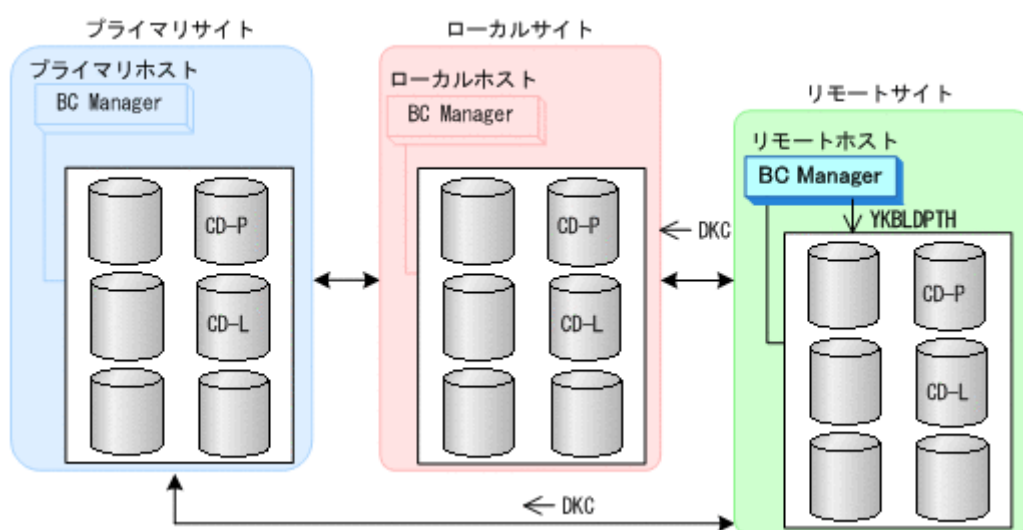 プライマリサイト
プライマリホスト
BC Manager
CD-P
CD-L
ローカルサイト
ローカルホスト
BC Manager
CD-P
CD-L
← DKC
リモートサイト
リモートホスト
BC Manager
YKBLDPTH
CD-P
CD-L
← DKC